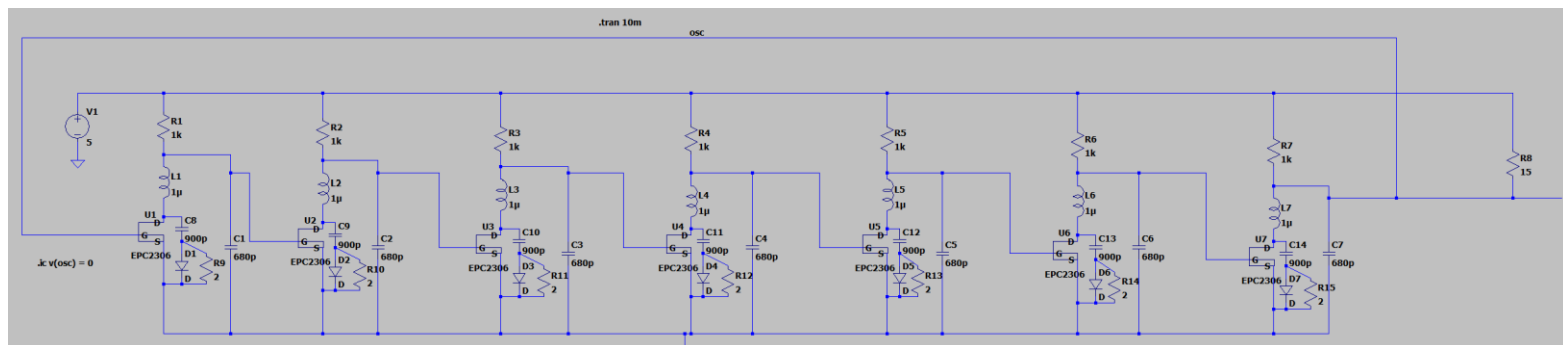 .tran 10m
osc
V1
5
R1
1k
R2
1k
R3
1k
R4
1k
R5
1k
R6
1k
R7
1k
R8
15
L1
1µ
L2
1µ
L3
1µ
L4
1µ
L5
1µ
L6
1µ
L7
1µ
U1
D
G
S
EPC2306
C8
900p
D1
D
R9
2
C1
680p
U2
D
G
S
EPC2306
C9
900p
D2
D
R10
2
C2
680p
U3
D
G
S
EPC2306
C10
900p
D3
D
R11
2
C3
680p
U4
D
G
S
EPC2306
C11
900p
D4
D
R12
2
C4
680p
U5
D
G
S
EPC2306
C12
900p
D5
D
R13
2
C5
680p
U6
D
G
S
EPC2306
C13
900p
D6
D
R14
2
C6
680p
U7
D
G
S
EPC2306
C14
900p
D7
D
R15
2
C7
680p
.ic v(osc) = 0